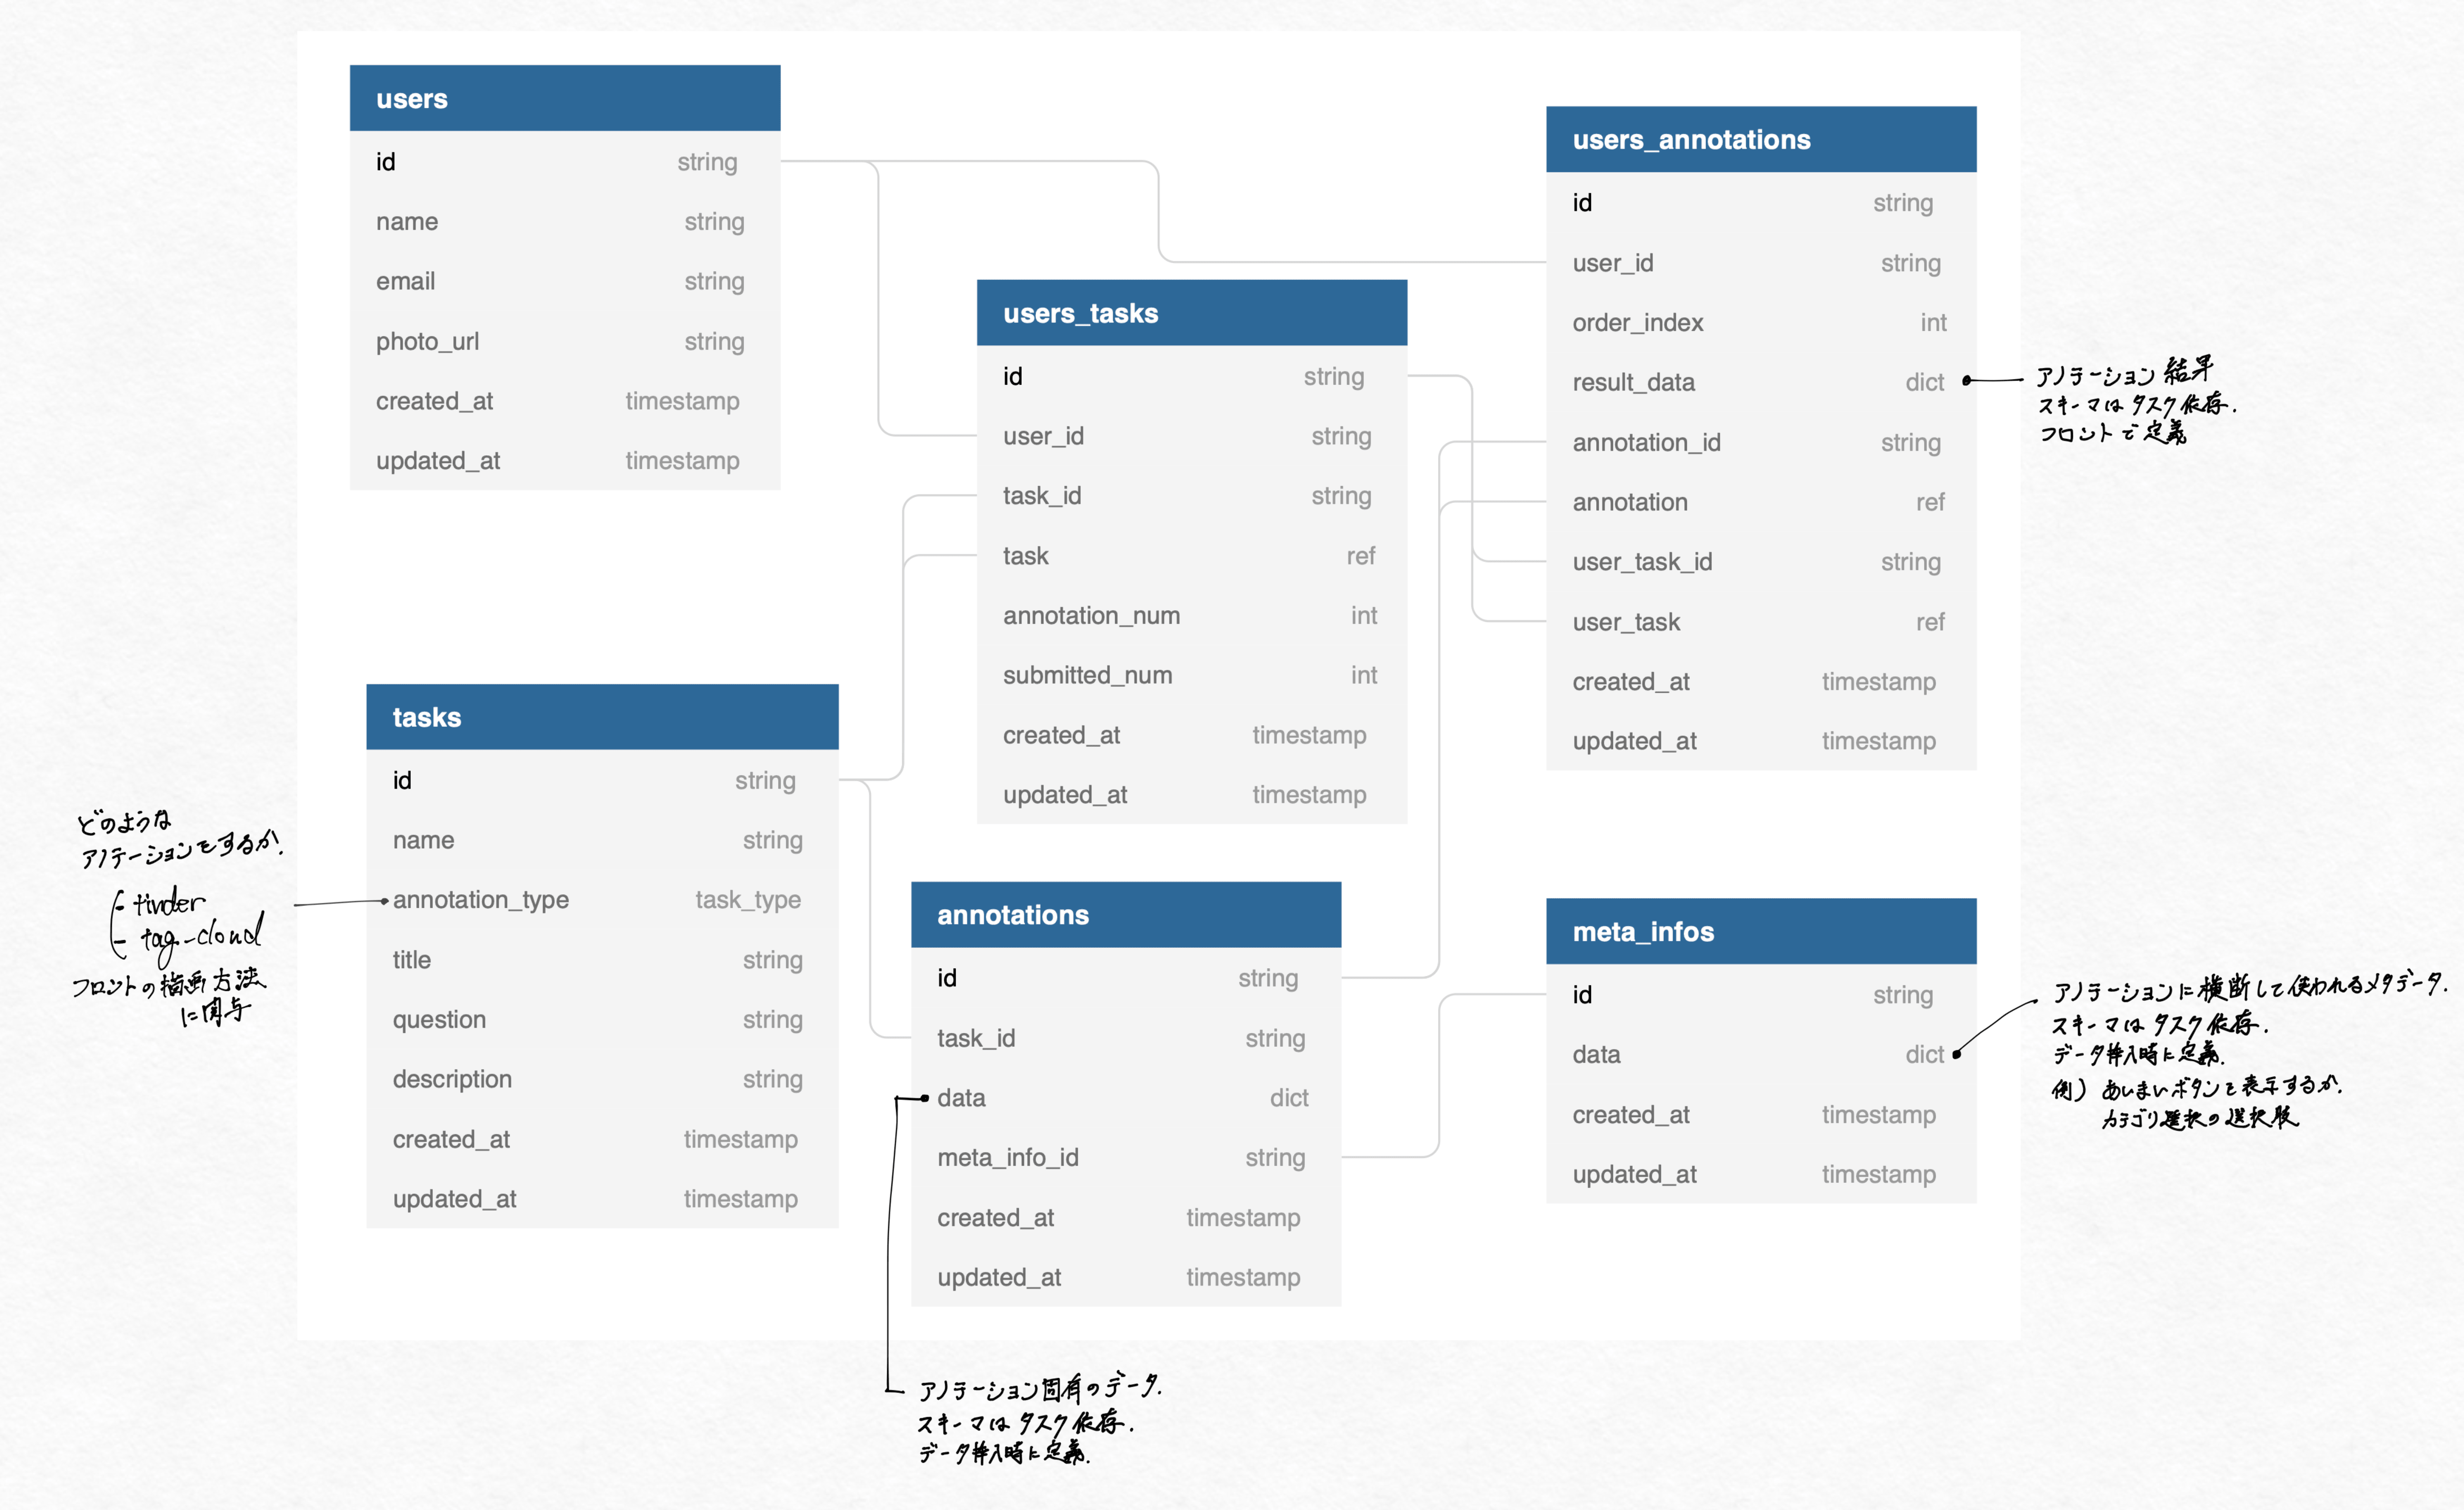 users
id string
name string
email string
photo_url string
created_at timestamp
updated_at timestamp
users_tasks
id string
user_id string
task_id string
task ref
annotation_num int
submitted_num int
created_at timestamp
updated_at timestamp
users_annotations
id string
user_id string
order_index int
result_data dict
annotation_id string
annotation ref
user_task_id string
user_task ref
created_at timestamp
updated_at timestamp
アノテーション結果
スキーマはタスク依存.
フロントで定義
tasks
id string
name string
annotation_type task_type
title string
question string
description string
created_at timestamp
updated_at timestamp
どのような
アノテーションをするか.
- tinder
- tag-cloud
フロントの描画方法
に関与
annotations
id string
task_id string
data dict
meta_info_id string
created_at timestamp
updated_at timestamp
アノテーション固有のデータ.
スキーマはタスク依存.
データ挿入時に定義.
meta_infos
id string
data dict
created_at timestamp
updated_at timestamp
アノテーションに横断して使われるメタデータ.
スキーマはタスク依存.
データ挿入時に定義.
例) あいまいボタンを表示するか.
カテゴリ選択の選択肢